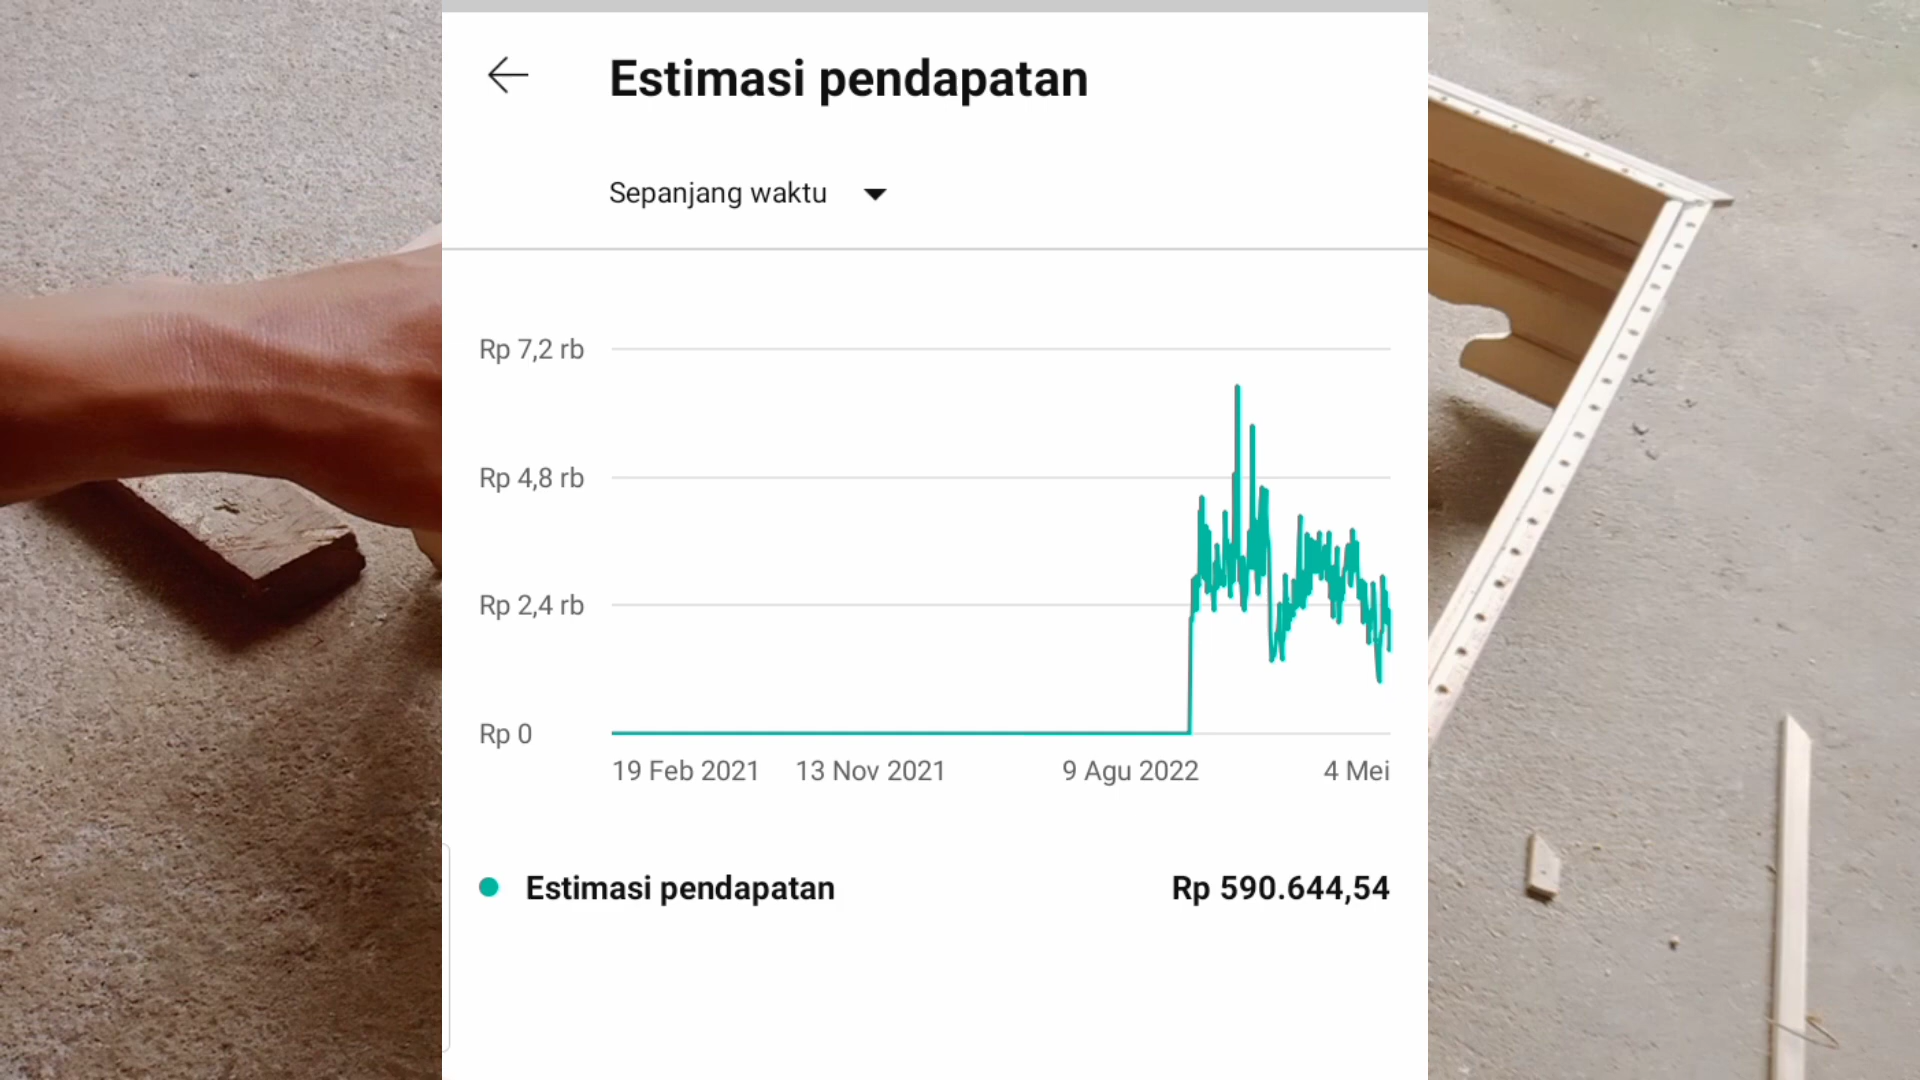 Estimasi pendapatan
Sepanjang waktu
Rp 7,2 rb
Rp 4,8 rb
Rp 2,4 rb
Rp 0
19 Feb 2021 13 Nov 2021 9 Agu 2022 4 Mei
Estimasi pendapatan Rp 590.644,54